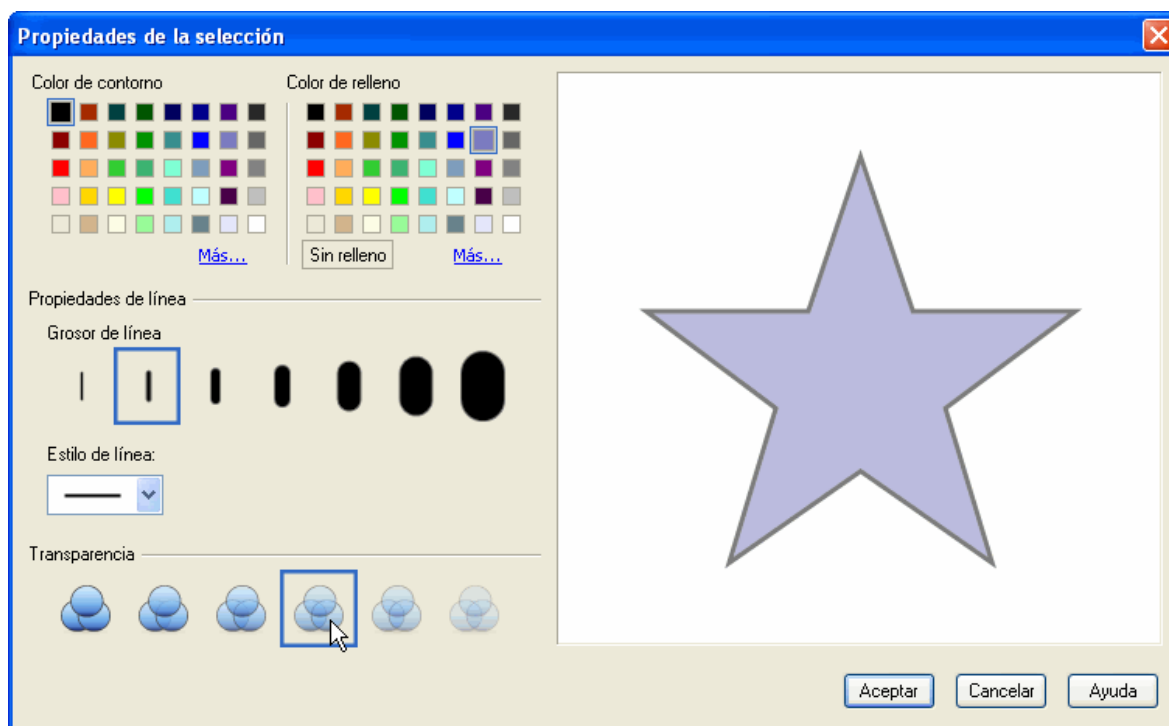 Propiedades de la selección
Color de contorno
Color de relleno
Más...
Sin relleno
Más...
Propiedades de línea
Grosor de línea
Estilo de línea:
Transparencia
Aceptar
Cancelar
Ayuda